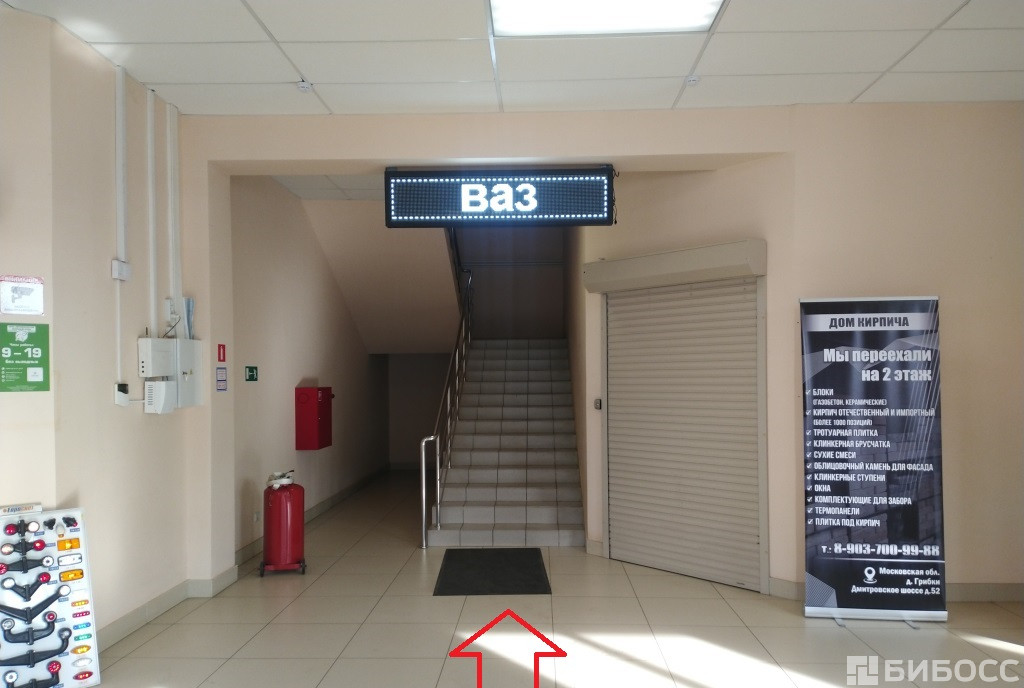 ваз
9 – 19
ДОМ КИРПИЧА
Мы переехали
на 2 этаж
БЛОКИ
(ГАЗОБЕТОН, КЕРАМИЧЕСКИЕ)
КИРПИЧ ОТЕЧЕСТВЕННЫЙ И ИМПОРТНЫЙ
(БОЛЕЕ 1000 ПОЗИЦИЙ)
ТРОТУАРНАЯ ПЛИТКА
КЛИНКЕРНАЯ БРУСЧАТКА
СУХИЕ СМЕСИ
ОБЛИЦОВОЧНЫЙ КАМЕНЬ ДЛЯ ФАСАДА
КЛИНКЕРНЫЕ СТУПЕНИ
ОКНА
КОМПЛЕКТУЮЩИЕ ДЛЯ ЗАБОРА
ТЕРМОПАНЕЛИ
ПЛИТКА ПОД КИРПИЧ
Т.: 8-903-700-99-88
Московская обл.
д. Грибки
Дмитровское шоссе д.52
БИБОСС